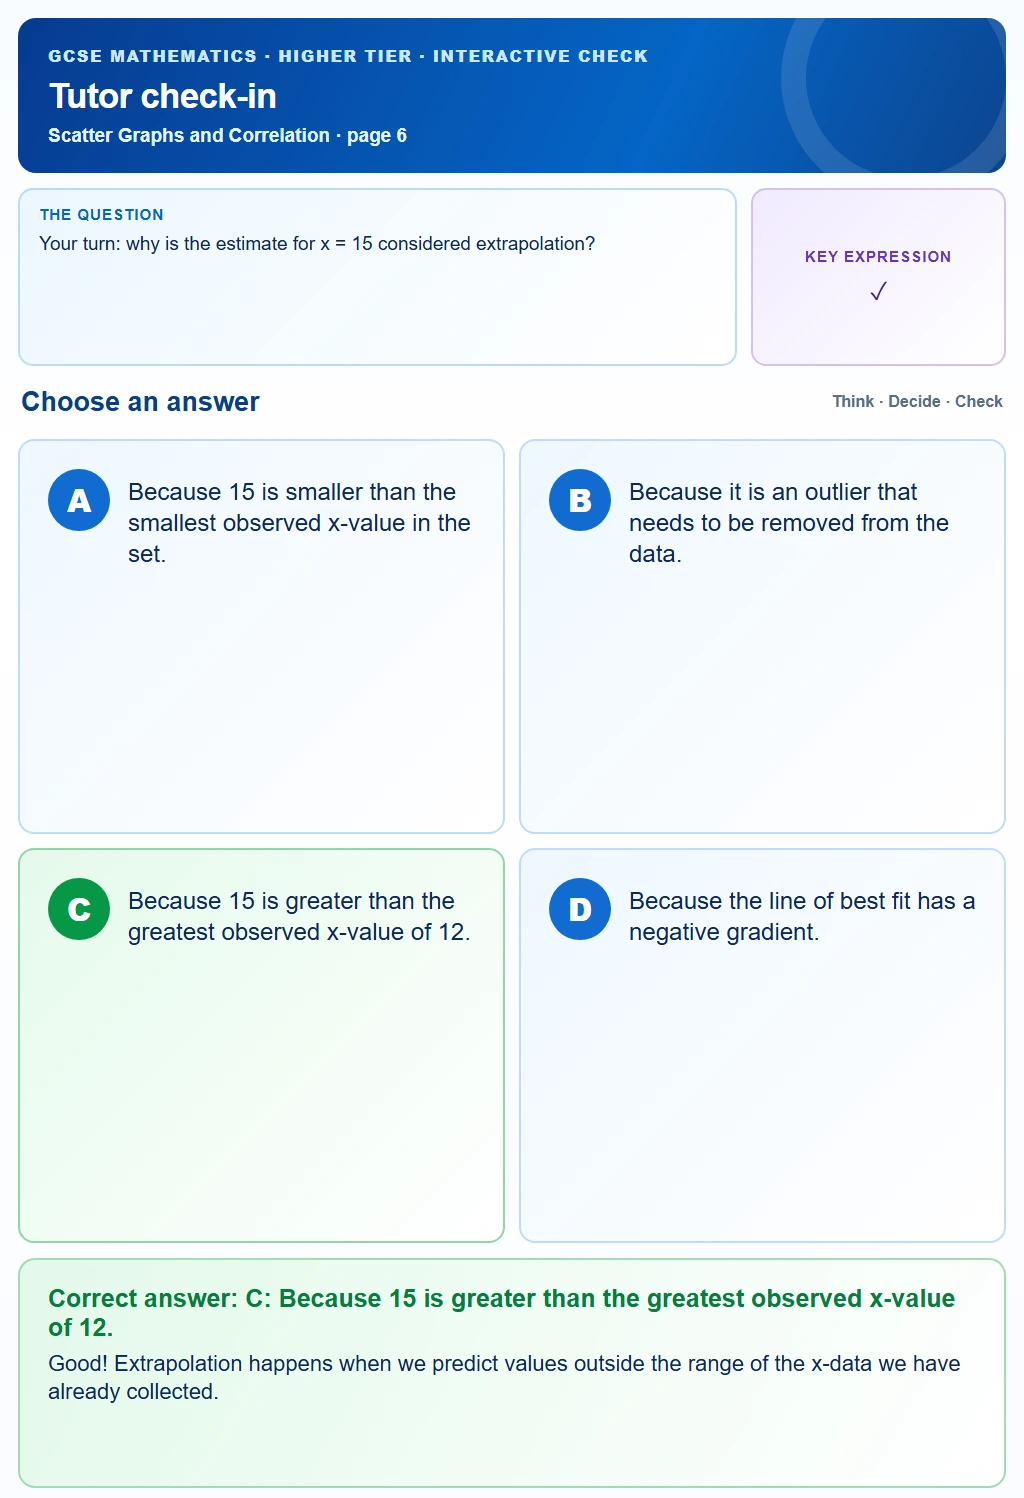 GCSE MATHEMATICS · HIGHER TIER · INTERACTIVE CHECK
Tutor check-in
Scatter Graphs and Correlation · page 6
THE QUESTION
Your turn: why is the estimate for x = 15 considered extrapolation?
KEY EXPRESSION
✓
Choose an answer
Think · Decide · Check
A
Because 15 is smaller than the
smallest observed x-value in the
set.
B
Because it is an outlier that
needs to be removed from the
data.
C
Because 15 is greater than the
greatest observed x-value of 12.
D
Because the line of best fit has a
negative gradient.
Correct answer: C: Because 15 is greater than the greatest observed x-value
of 12.
Good! Extrapolation happens when we predict values outside the range of the x-data we have
already collected.